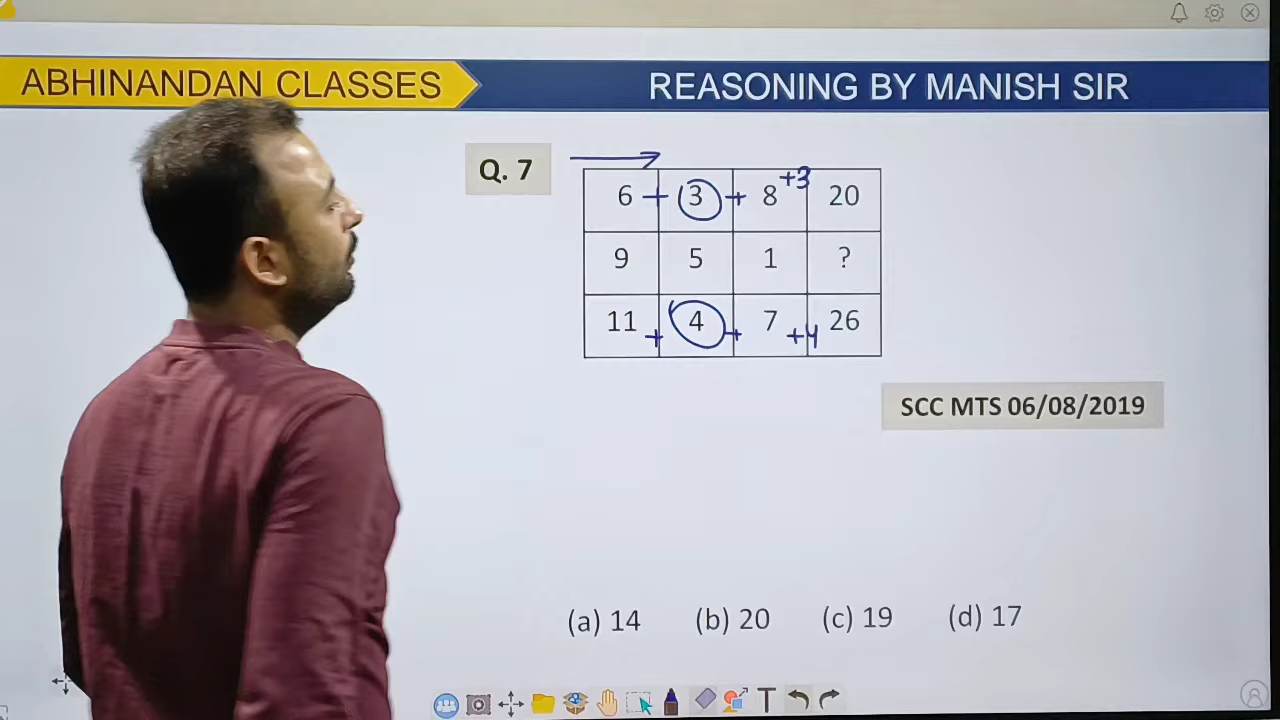 ABHINANDAN CLASSES
REASONING BY MANISH SIR
Q. 7
6 + 3 + 8 +3 20
9 5 1 ?
11 + 4 + 7 +4 26
SCC MTS 06/08/2019
(a) 14 (b) 20 (c) 19 (d) 17
T